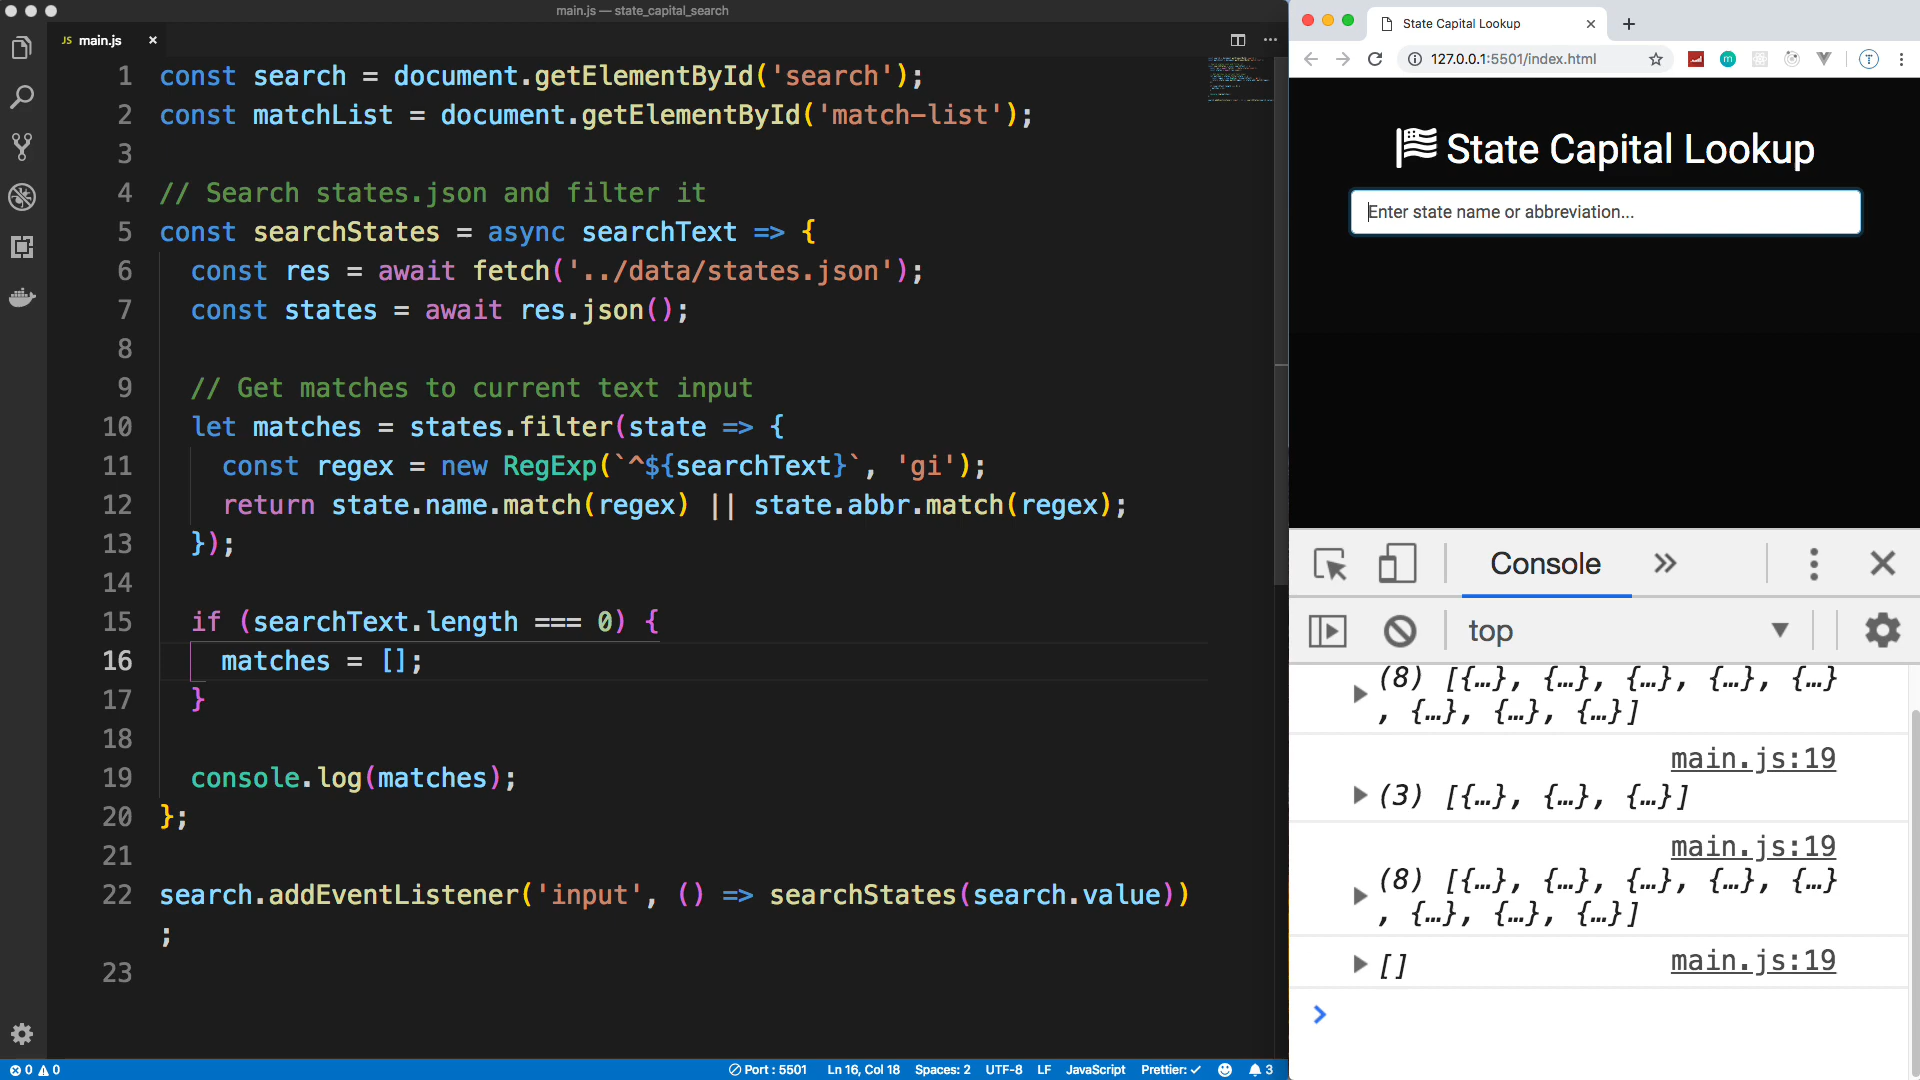 main.js — state_capital_search
JS main.js ×
1 const search = document.getElementById('search');
2 const matchList = document.getElementById('match-list');
3
4 // Search states.json and filter it
5 const searchStates = async searchText => {
6 const res = await fetch('../data/states.json');
7 const states = await res.json();
8
9 // Get matches to current text input
10 let matches = states.filter(state => {
11 const regex = new RegExp(`^${searchText}`, 'gi');
12 return state.name.match(regex) || state.abbr.match(regex);
13 });
14
15 if (searchText.length === 0) {
16 matches = [];
17 }
18
19 console.log(matches);
20 };
21
22 search.addEventListener('input', () => searchStates(search.value))
;
23
0 0
Port : 5501 Ln 16, Col 18 Spaces: 2 UTF-8 LF JavaScript Prettier: ✓ 3
State Capital Lookup
127.0.0.1:5501/index.html
m
T
State Capital Lookup
Enter state name or abbreviation...
Console
top
(8) [{…}, {…}, {…}, {…}, {…}
, {…}, {…}, {…}]
main.js:19
(3) [{…}, {…}, {…}]
main.js:19
(8) [{…}, {…}, {…}, {…}, {…}
, {…}, {…}, {…}]
[] main.js:19